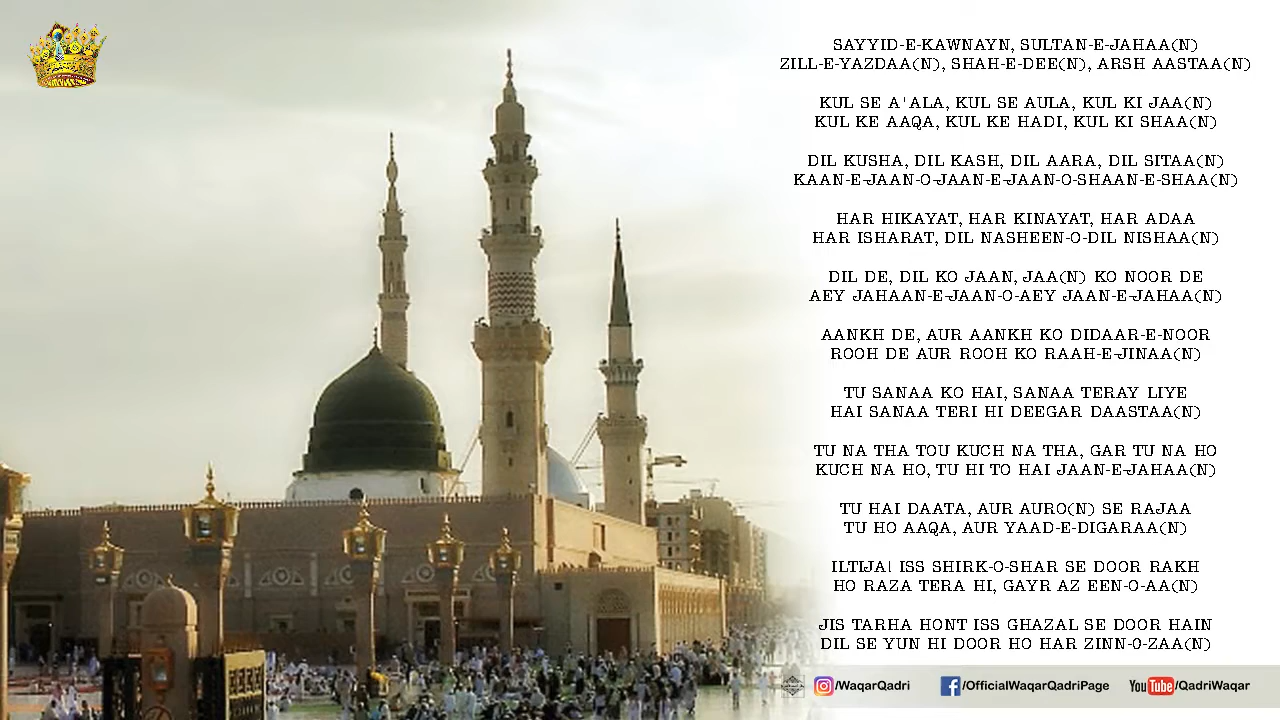 SAYYID-E-KAWNAYN, SULTAN-E-JAHAA(N)
ZILL-E-YAZDAA(N), SHAH-E-DEE(N), ARSH AASTAA(N)
KUL SE A'ALA, KUL SE AULA, KUL KI JAA(N)
KUL KE AAQA, KUL KE HADI, KUL KI SHAA(N)
DIL KUSHA, DIL KASH, DIL AARA, DIL SITAA(N)
KAAN-E-JAAN-O-JAAN-E-JAAN-O-SHAAN-E-SHAA(N)
HAR HIKAYAT, HAR KINAYAT, HAR ADAA
HAR ISHARAT, DIL NASHEEN-O-DIL NISHAA(N)
DIL DE, DIL KO JAAN, JAA(N) KO NOOR DE
AEY JAHAAN-E-JAAN-O-AEY JAAN-E-JAHAA(N)
AANKH DE, AUR AANKH KO DIDAAR-E-NOOR
ROOH DE AUR ROOH KO RAAH-E-JINAA(N)
TU SANAA KO HAI, SANAA TERAY LIYE
HAI SANAA TERI HI DEEGAR DAASTAA(N)
TU NA THA TOU KUCH NA THA, GAR TU NA HO
KUCH NA HO, TU HI TO HAI JAAN-E-JAHAA(N)
TU HAI DAATA, AUR AURO(N) SE RAJAA
TU HO AAQA, AUR YAAD-E-DIGARAA(N)
ILTIJA! ISS SHIRK-O-SHAR SE DOOR RAKH
HO RAZA TERA HI, GAYR AZ EEN-O-AA(N)
JIS TARHA HONT ISS GHAZAL SE DOOR HAIN
DIL SE YUN HI DOOR HO HAR ZINN-O-ZAA(N)
/WaqarQadri /OfficialWaqarQadriPage YouTube/QadriWaqar